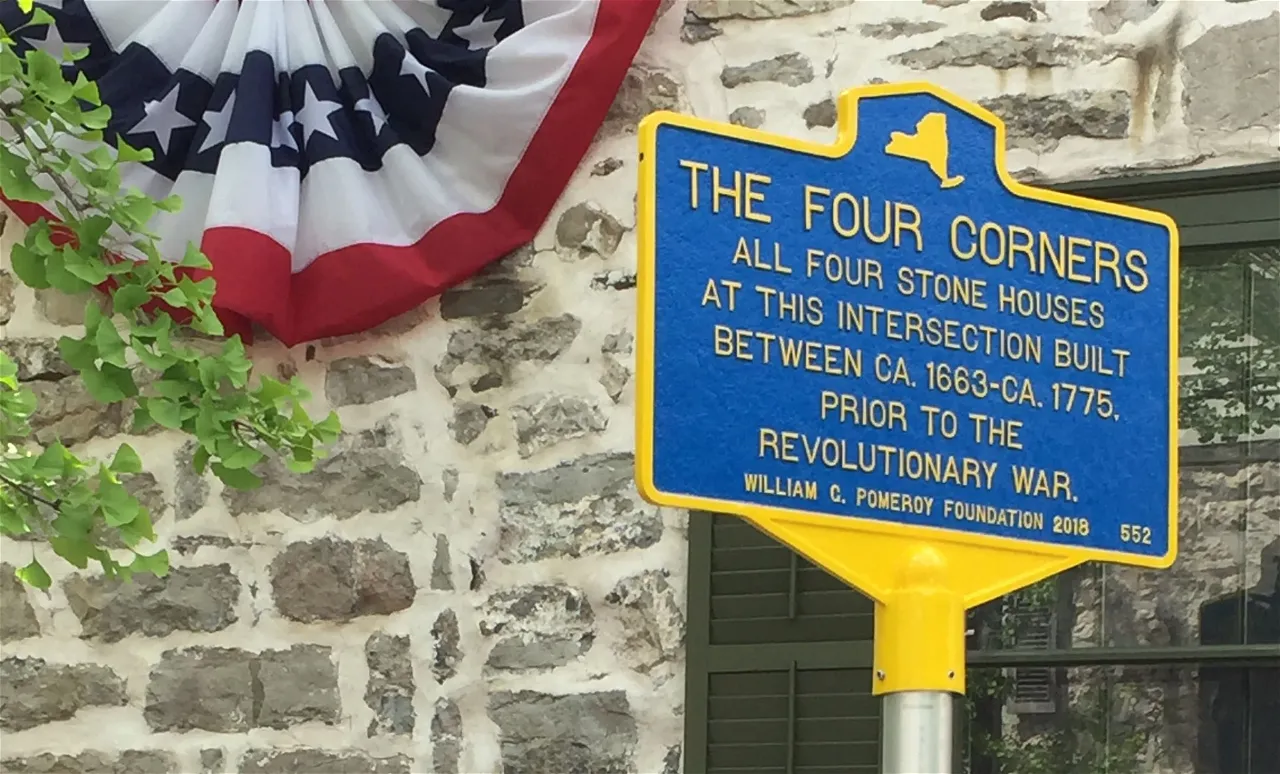 THE FOUR CORNERS
ALL FOUR STONE HOUSES
AT THIS INTERSECTION BUILT
BETWEEN CA. 1663-CA. 1775,
PRIOR TO THE
REVOLUTIONARY WAR.
WILLIAM G. POMEROY FOUNDATION 2018 552